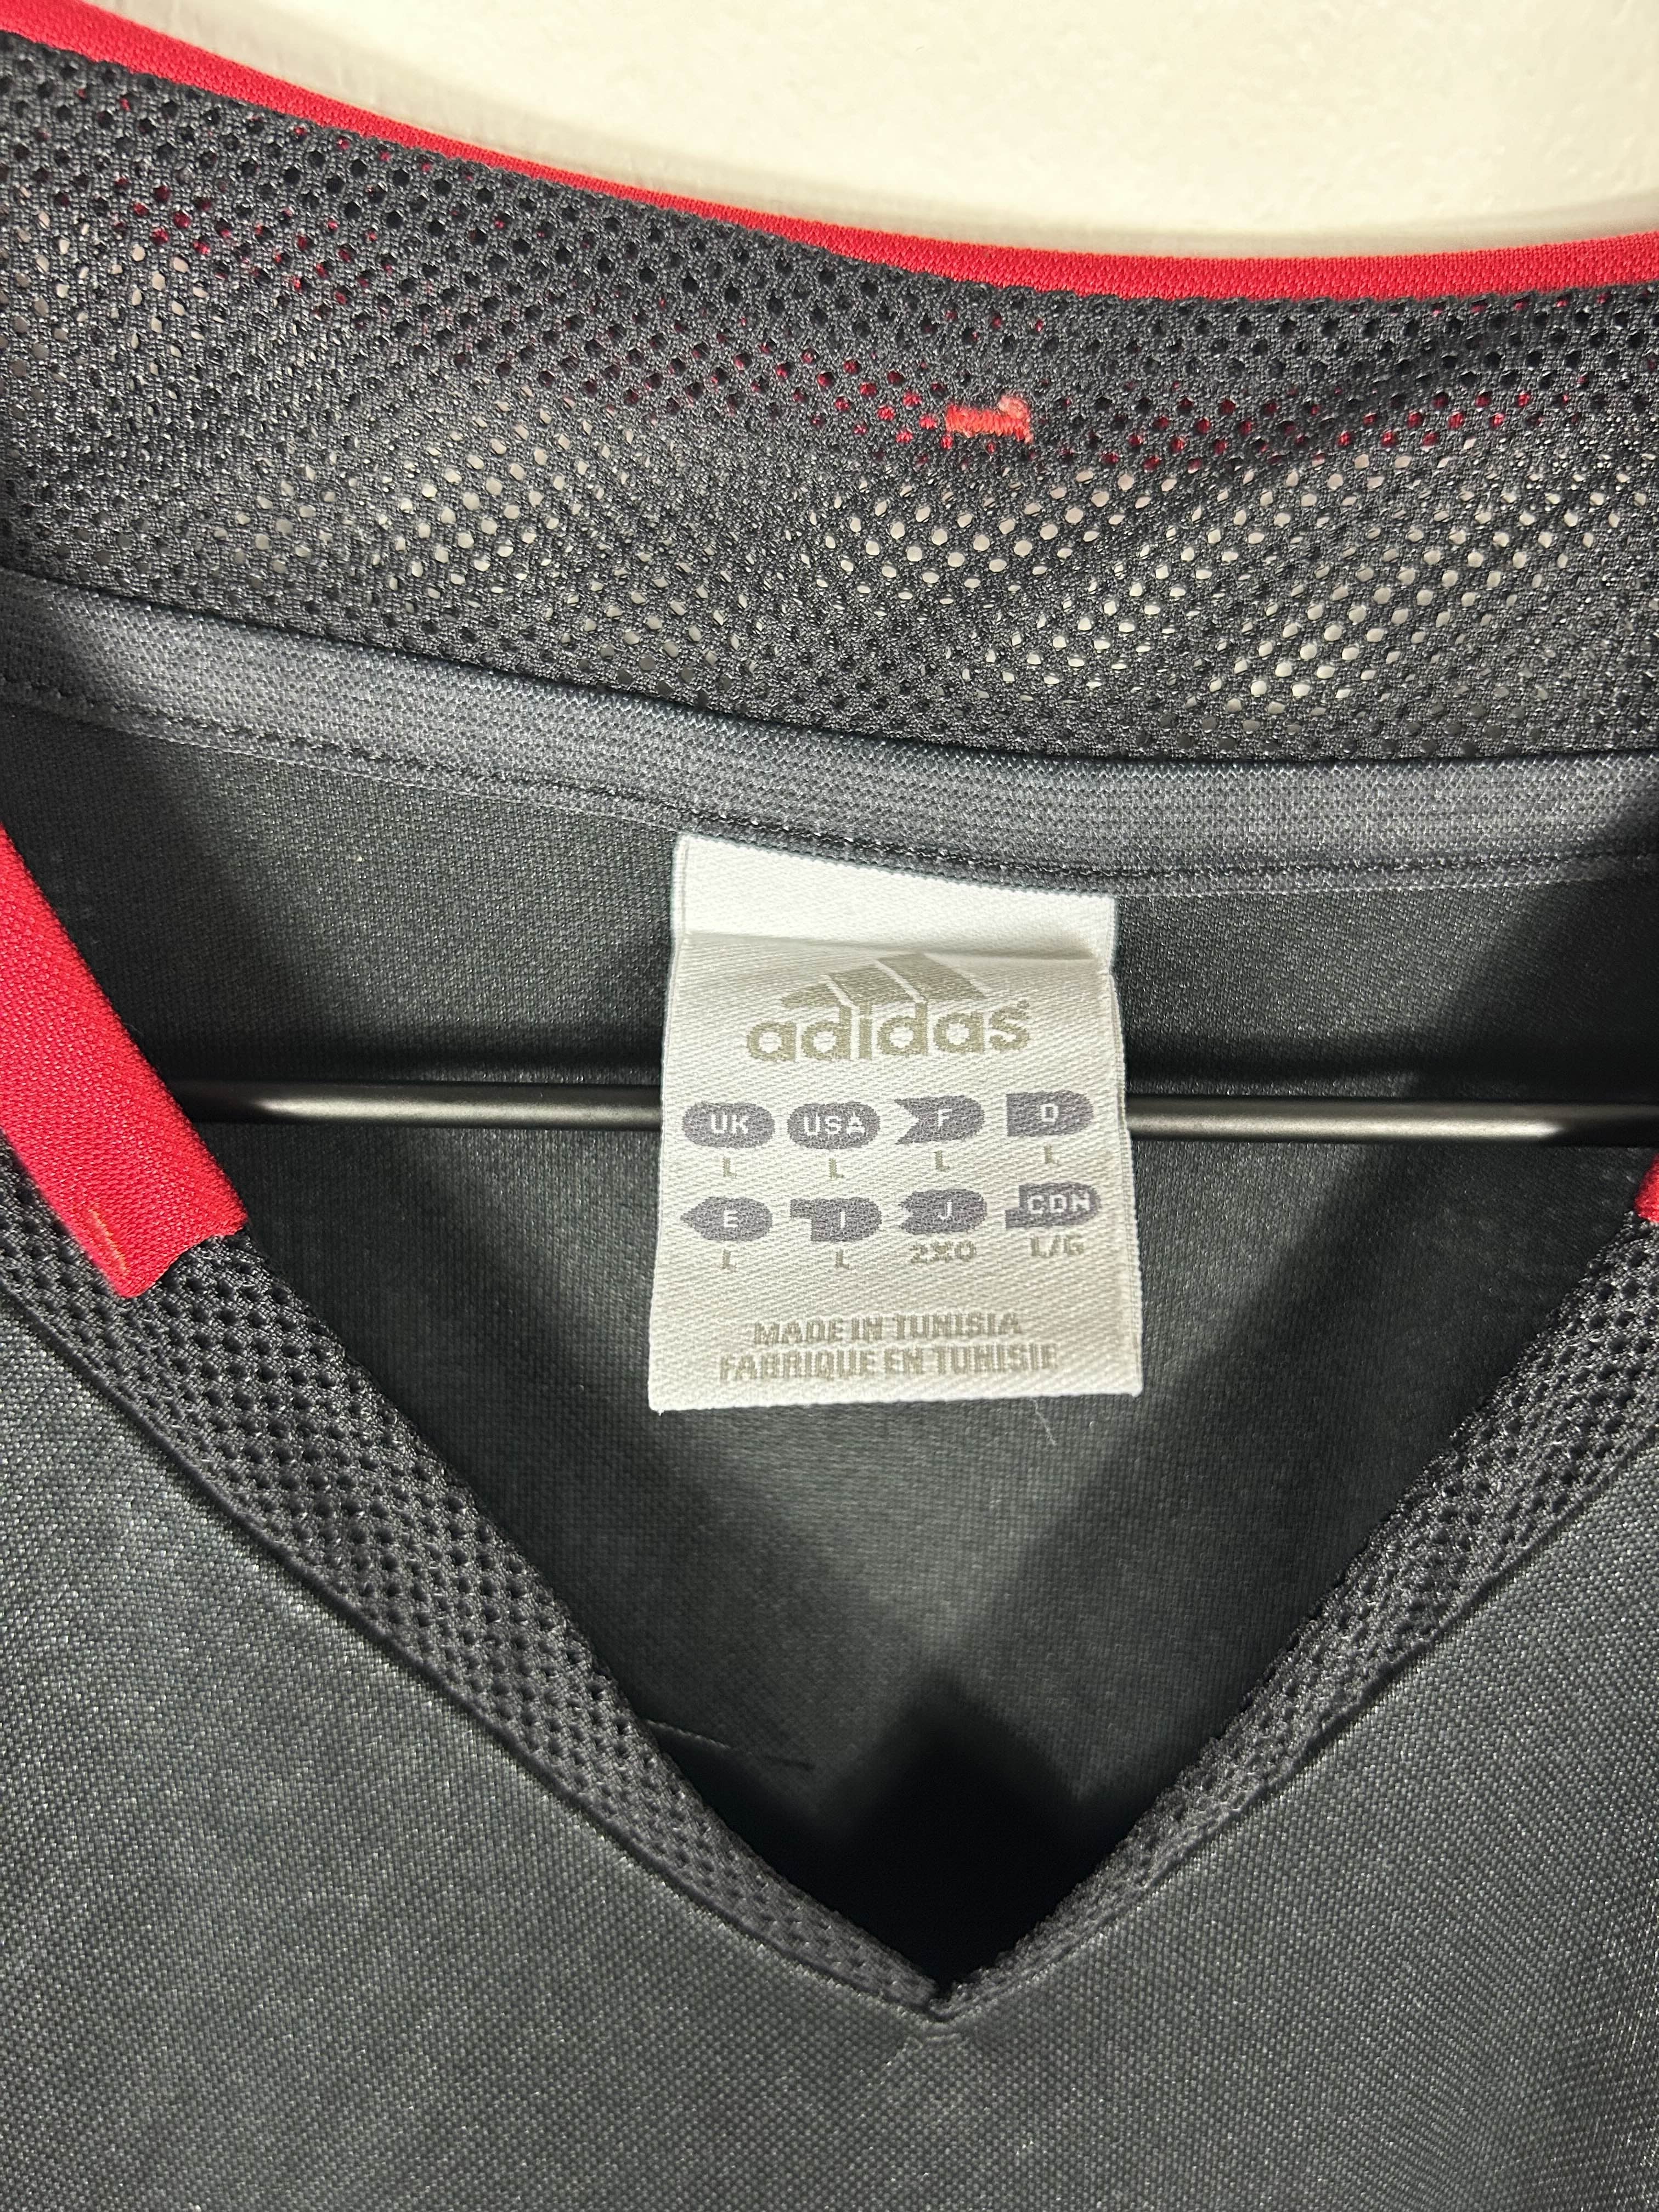 adidas®
UK USA F D
L L L L
E I J CDN
L L 2XO L/G
MADE IN TUNISIA
FABRIQUE EN TUNISIE